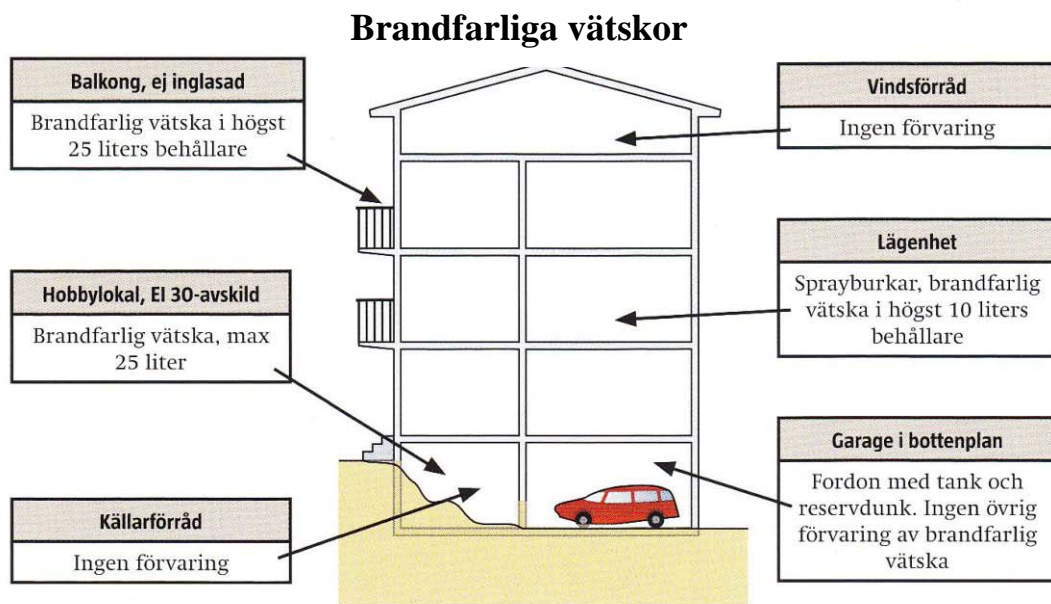 Brandfarliga vätskor
Balkong, ej inglasad
Brandfarlig vätska i högst
25 liters behållare
Hobbylokal, EI 30-avskild
Brandfarlig vätska, max
25 liter
Källarförråd
Ingen förvaring
Vindsförråd
Ingen förvaring
Lägenhet
Sprayburkar, brandfarlig
vätska i högst 10 liters
behållare
Garage i bottenplan
Fordon med tank och
reservdunk. Ingen övrig
förvaring av brandfarlig
vätska